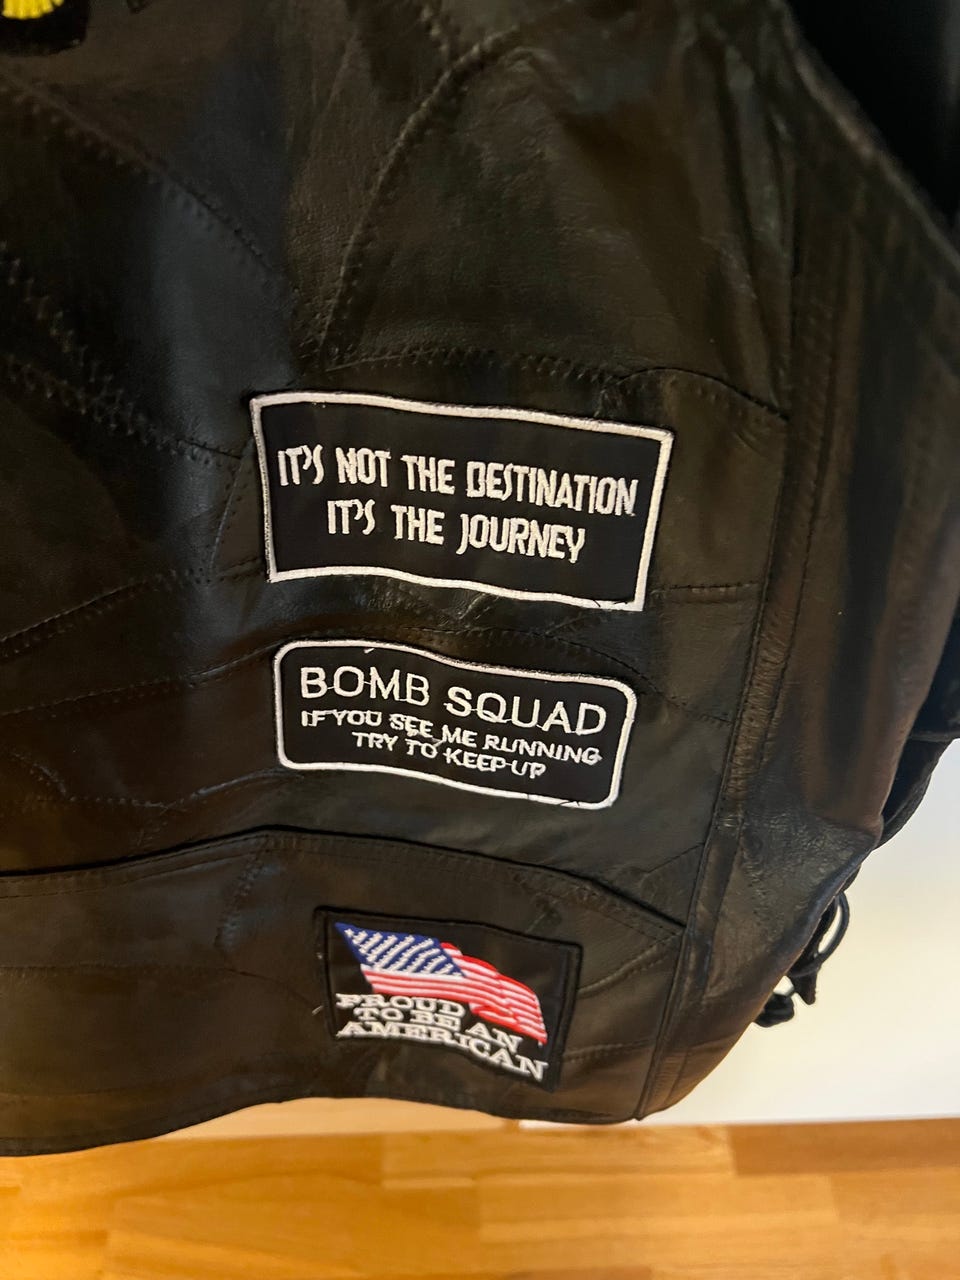 IT'S NOT THE DESTINATION
IT'S THE JOURNEY
BOMB SQUAD
IF YOU SEE ME RUNNING
TRY TO KEEP UP
PROUD
TO BE AN
AMERICAN